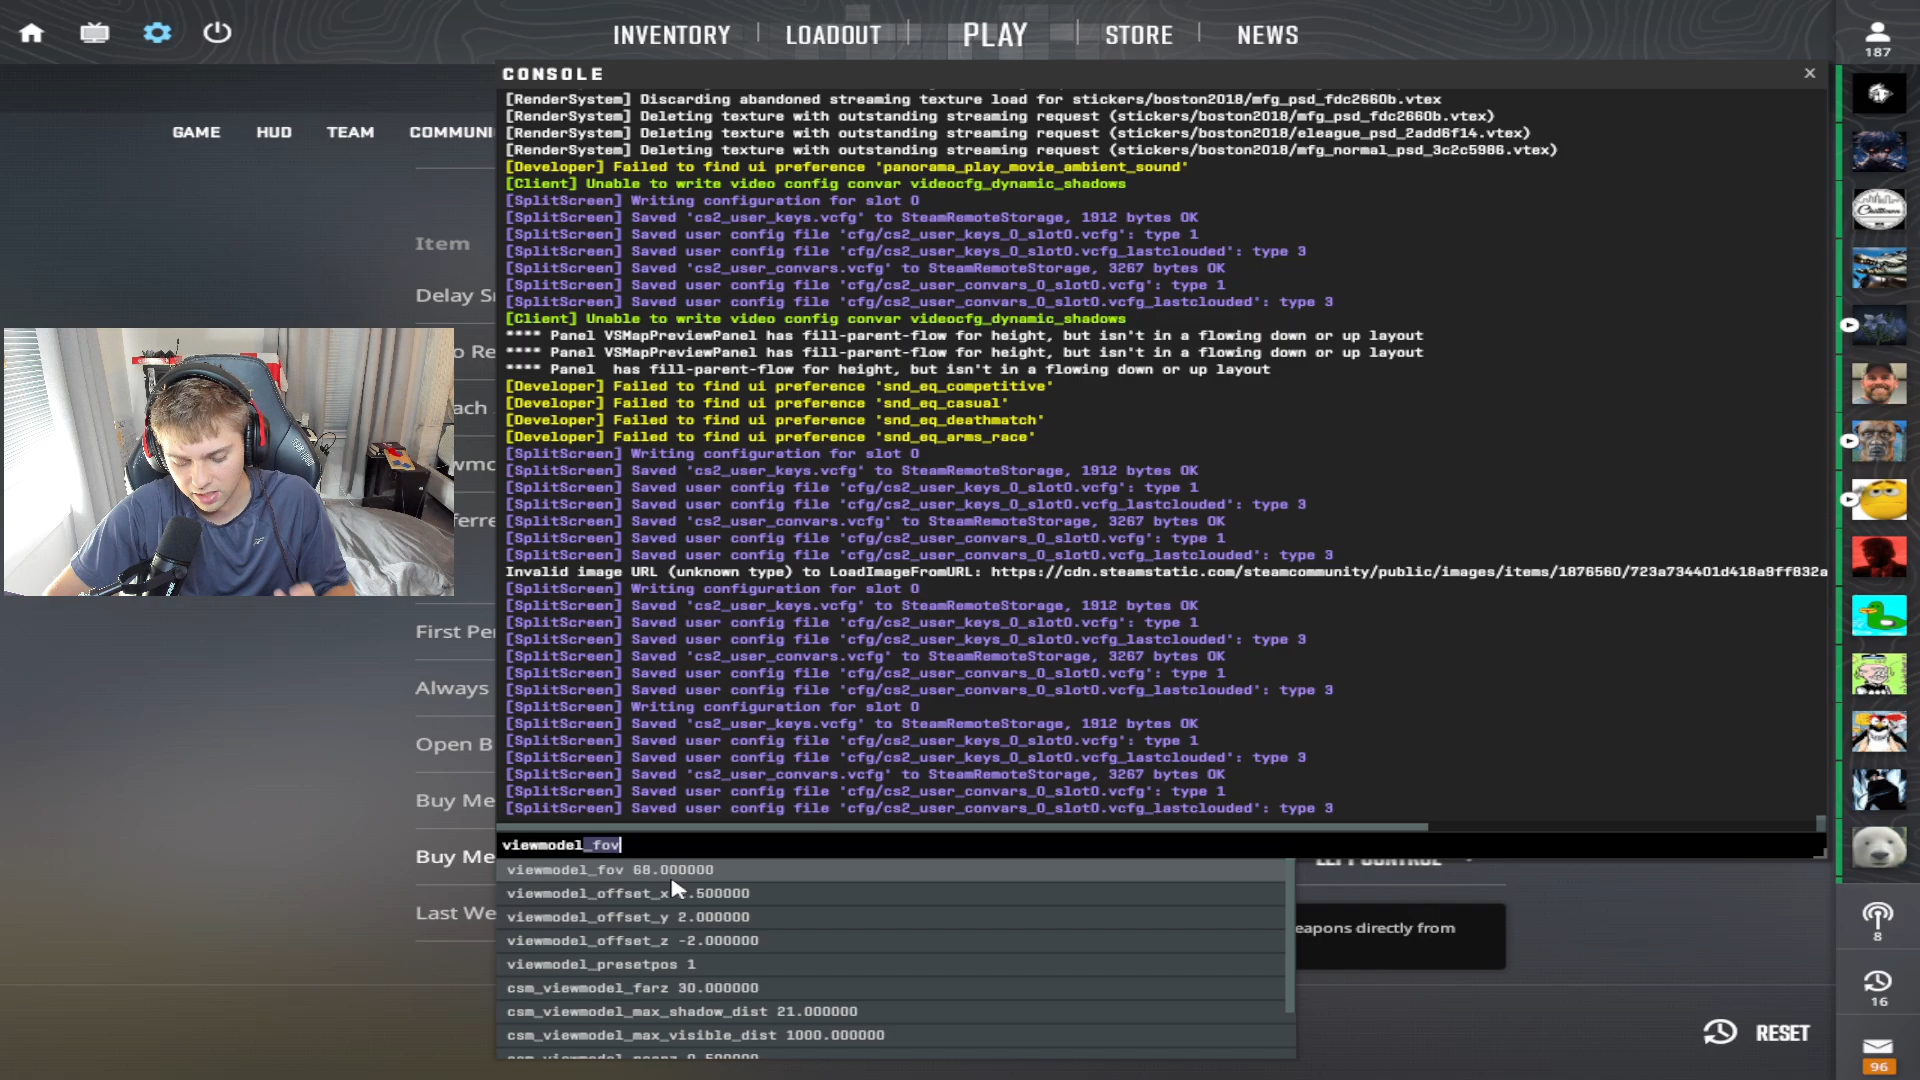 INVENTORY
LOADOUT
PLAY
STORE
NEWS
187
CONSOLE
GAME
HUD
TEAM
COMMUNI
[RenderSystem] Discarding abandoned streaming texture load for stickers/boston2018/mfg_psd_fdc2660b.vtex
[RenderSystem] Deleting texture with outstanding streaming request (stickers/boston2018/mfg_psd_fdc2660b.vtex)
[RenderSystem] Deleting texture with outstanding streaming request (stickers/boston2018/eleague_psd_2add6f14.vtex)
[RenderSystem] Deleting texture with outstanding streaming request (stickers/boston2018/mfg_normal_psd_3c2c5986.vtex)
[Developer] Failed to find ui preference 'panorama_play_movie_ambient_sound'
[Client] Unable to write video config convar videocfg_dynamic_shadows
[SplitScreen] Writing configuration for slot 0
[SplitScreen] Saved 'cs2_user_keys.vcfg' to SteamRemoteStorage, 1912 bytes OK
[SplitScreen] Saved user config file 'cfg/cs2_user_keys_0_slot0.vcfg': type 1
[SplitScreen] Saved user config file 'cfg/cs2_user_keys_0_slot0.vcfg_lastclouded': type 3
[SplitScreen] Saved 'cs2_user_convars.vcfg' to SteamRemoteStorage, 3267 bytes OK
[SplitScreen] Saved user config file 'cfg/cs2_user_convars_0_slot0.vcfg': type 1
[SplitScreen] Saved user config file 'cfg/cs2_user_convars_0_slot0.vcfg_lastclouded': type 3
[Client] Unable to write video config convar videocfg_dynamic_shadows
**** Panel VSMapPreviewPanel has fill-parent-flow for height, but isn't in a flowing down or up layout
**** Panel VSMapPreviewPanel has fill-parent-flow for height, but isn't in a flowing down or up layout
**** Panel  has fill-parent-flow for height, but isn't in a flowing down or up layout
[Developer] Failed to find ui preference 'snd_eq_competitive'
[Developer] Failed to find ui preference 'snd_eq_casual'
[Developer] Failed to find ui preference 'snd_eq_deathmatch'
[Developer] Failed to find ui preference 'snd_eq_arms_race'
[SplitScreen] Writing configuration for slot 0
[SplitScreen] Saved 'cs2_user_keys.vcfg' to SteamRemoteStorage, 1912 bytes OK
[SplitScreen] Saved user config file 'cfg/cs2_user_keys_0_slot0.vcfg': type 1
[SplitScreen] Saved user config file 'cfg/cs2_user_keys_0_slot0.vcfg_lastclouded': type 3
[SplitScreen] Saved 'cs2_user_convars.vcfg' to SteamRemoteStorage, 3267 bytes OK
[SplitScreen] Saved user config file 'cfg/cs2_user_convars_0_slot0.vcfg': type 1
[SplitScreen] Saved user config file 'cfg/cs2_user_convars_0_slot0.vcfg_lastclouded': type 3
Invalid image URL (unknown type) to LoadImageFromURL: https://cdn.steamstatic.com/steamcommunity/public/images/items/1876560/723a734401d418a9ff832a
[SplitScreen] Writing configuration for slot 0
[SplitScreen] Saved 'cs2_user_keys.vcfg' to SteamRemoteStorage, 1912 bytes OK
[SplitScreen] Saved user config file 'cfg/cs2_user_keys_0_slot0.vcfg': type 1
[SplitScreen] Saved user config file 'cfg/cs2_user_keys_0_slot0.vcfg_lastclouded': type 3
[SplitScreen] Saved 'cs2_user_convars.vcfg' to SteamRemoteStorage, 3267 bytes OK
[SplitScreen] Saved user config file 'cfg/cs2_user_convars_0_slot0.vcfg': type 1
[SplitScreen] Saved user config file 'cfg/cs2_user_convars_0_slot0.vcfg_lastclouded': type 3
[SplitScreen] Writing configuration for slot 0
[SplitScreen] Saved 'cs2_user_keys.vcfg' to SteamRemoteStorage, 1912 bytes OK
[SplitScreen] Saved user config file 'cfg/cs2_user_keys_0_slot0.vcfg': type 1
[SplitScreen] Saved user config file 'cfg/cs2_user_keys_0_slot0.vcfg_lastclouded': type 3
[SplitScreen] Saved 'cs2_user_convars.vcfg' to SteamRemoteStorage, 3267 bytes OK
[SplitScreen] Saved user config file 'cfg/cs2_user_convars_0_slot0.vcfg': type 1
[SplitScreen] Saved user config file 'cfg/cs2_user_convars_0_slot0.vcfg_lastclouded': type 3
viewmodel_fov
viewmodel_fov 68.000000
viewmodel_offset_x .500000
viewmodel_offset_y 2.000000
viewmodel_offset_z -2.000000
viewmodel_presetpos 1
csm_viewmodel_farz 30.000000
csm_viewmodel_max_shadow_dist 21.000000
csm_viewmodel_max_visible_dist 1000.000000
Item
Delay S
o Re
ach
wmo
ferre
First Pe
Always
Open B
Buy Me
Buy Me
Last We
LEFT CONTROL
eapons directly from
RESET
8
16
96